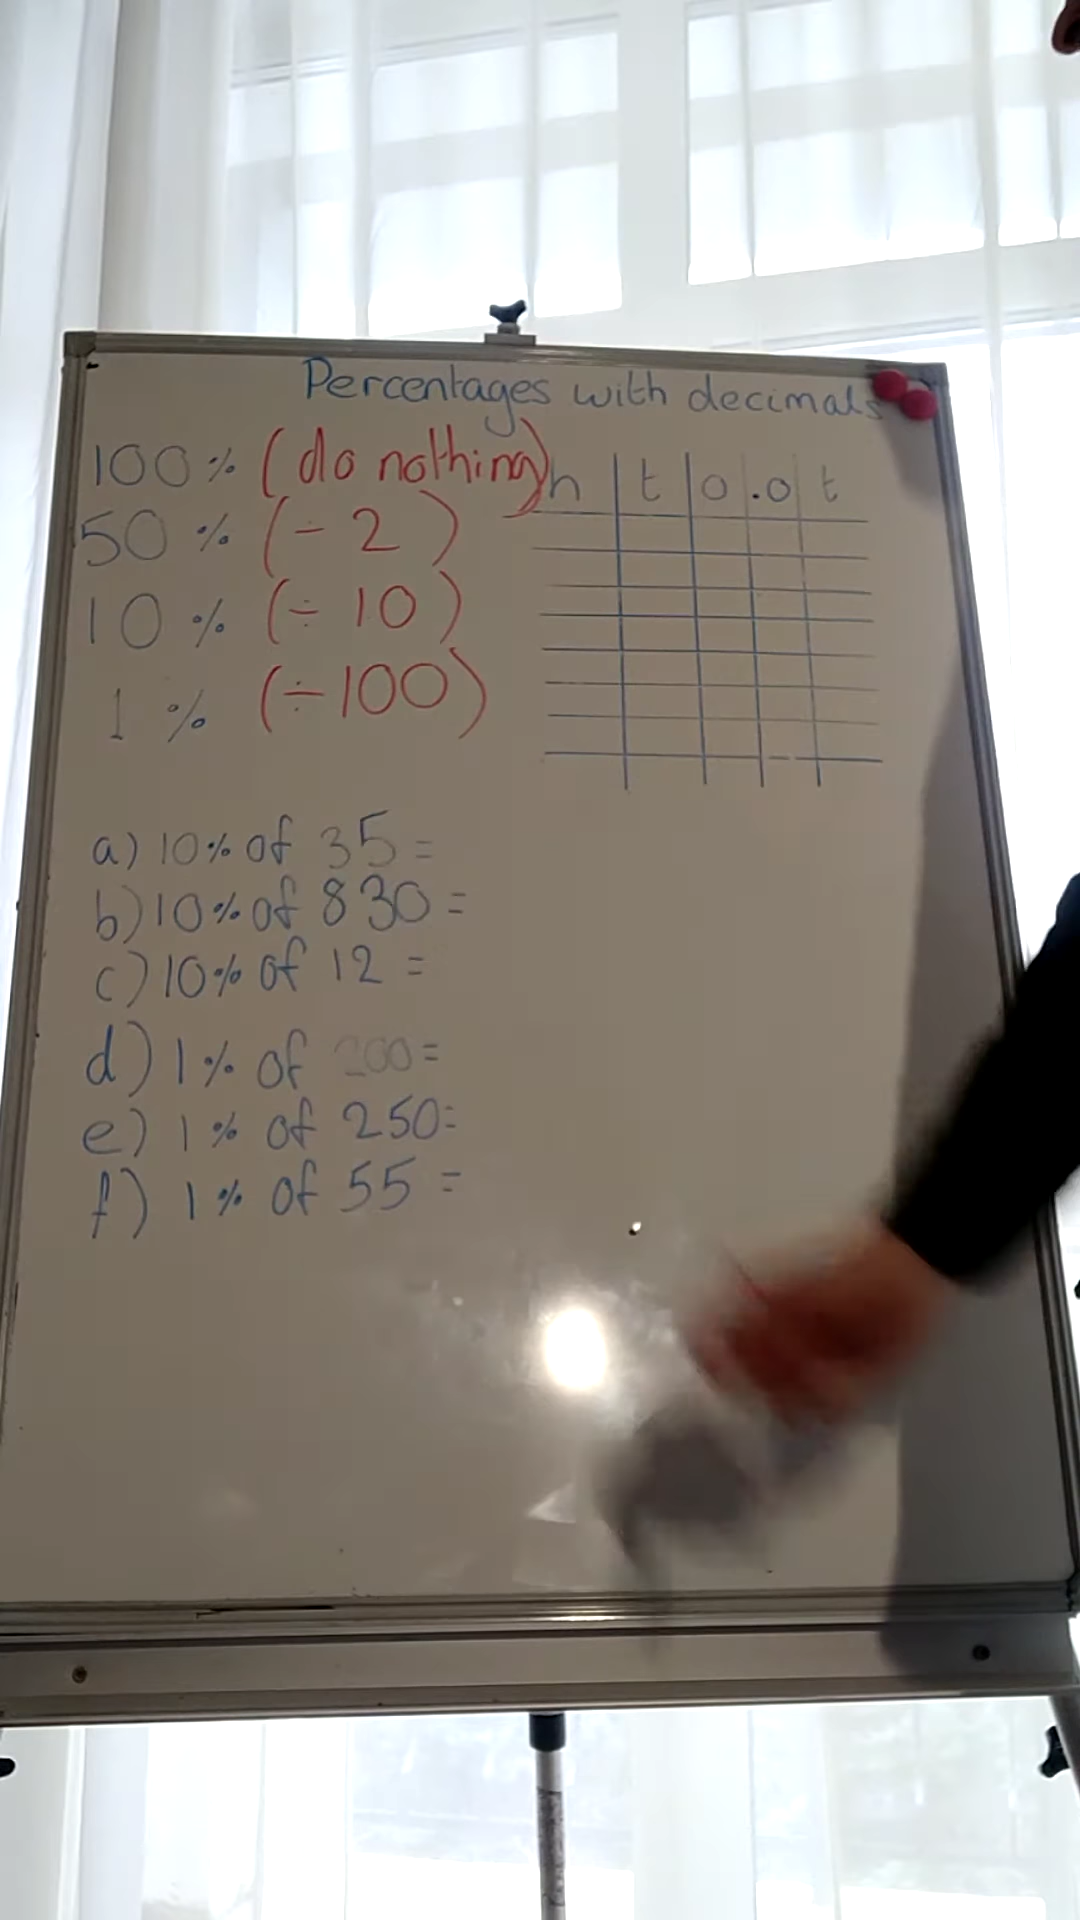 Percentages with decimals
100% (do nothing)
50% (÷ 2)
10% (÷ 10)
1% (÷100)
h t o .o t
a) 10% of 35 =
b) 10% of 830 =
c) 10% of 12 =
d) 1% of 200 =
e) 1% of 250 =
f) 1% of 55 =